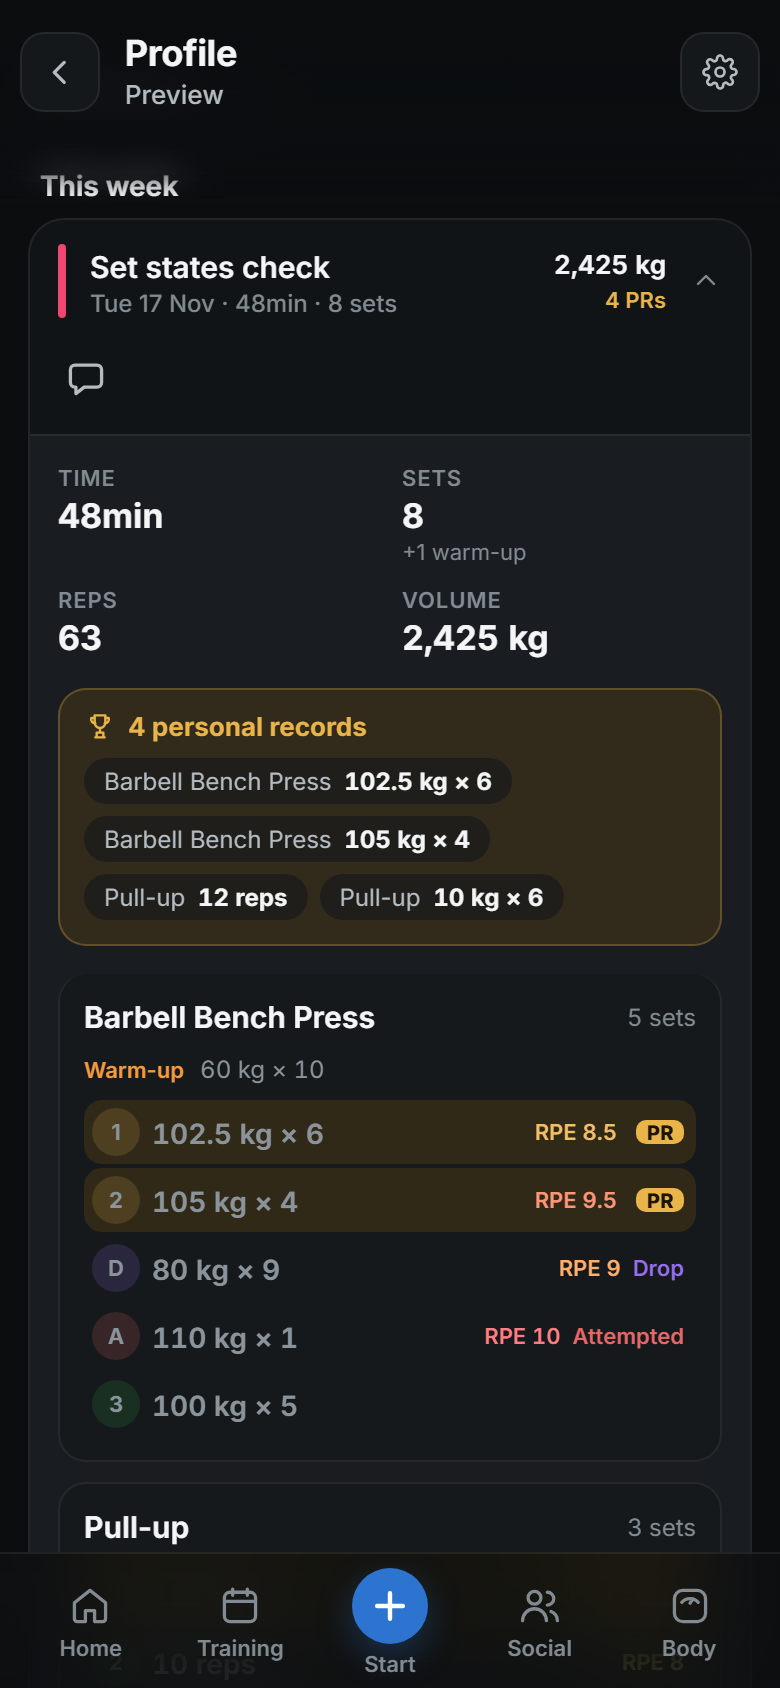 Profile
Preview
This week
Set states check
2,425 kg
Tue 17 Nov · 48min · 8 sets
4 PRs
TIME
SETS
48min
8
+1 warm-up
REPS
VOLUME
63
2,425 kg
4 personal records
Barbell Bench Press 102.5 kg × 6
Barbell Bench Press 105 kg × 4
Pull-up 12 reps Pull-up 10 kg × 6
Barbell Bench Press 5 sets
Warm-up 60 kg × 10
1 102.5 kg × 6 RPE 8.5 PR
2 105 kg × 4 RPE 9.5 PR
D 80 kg × 9 RPE 9 Drop
A 110 kg × 1 RPE 10 Attempted
3 100 kg × 5
Pull-up 3 sets
2 10 reps RPE 8
Home Training Start Social Body